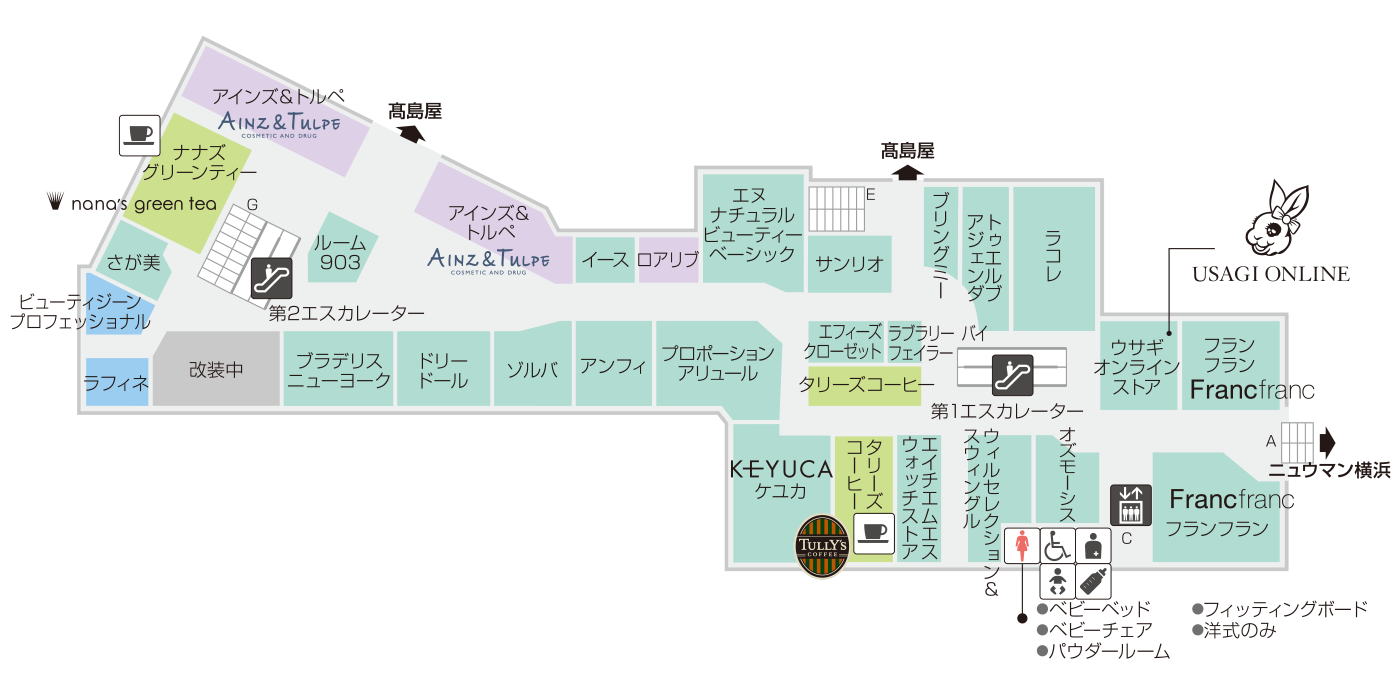 アインズ&トルペ
AINZ & TULPE
COSMETIC AND DRUG
髙島屋
ナナズ
グリーンティー
nana's green tea
G
さが美
ルーム
903
アインズ&
トルペ
AINZ & TULPE
COSMETIC AND DRUG
イース
ロアリブ
エヌ
ナチュラル
ビューティー
ベーシック
E
髙島屋
サンリオ
ブリングミー
トゥエルブ
アジェンダ
ラコレ
USAGI ONLINE
ビューティジーン
プロフェッショナル
第2エスカレーター
ラフィネ
改装中
ブラデリス
ニューヨーク
ドリー
ドール
ゾルバ
アンフィ
プロポーション
アリュール
エフィーズ
クローゼット
ラブラリー バイ
フェイラー
タリーズコーヒー
第1エスカレーター
ウサギ
オンライン
ストア
フラン
フラン
Francfranc
A
ニュウマン横浜
KEYUCA
ケユカ
タリーズ
コーヒー
TULLY'S
COFFEE
エイチエムエス
ウォッチストア
ウィルセレクション&
スウィングル
オズモーシス
C
Francfranc
フランフラン
●ベビーベッド
●ベビーチェア
●パウダールーム
●フィッティングボード
●洋式のみ